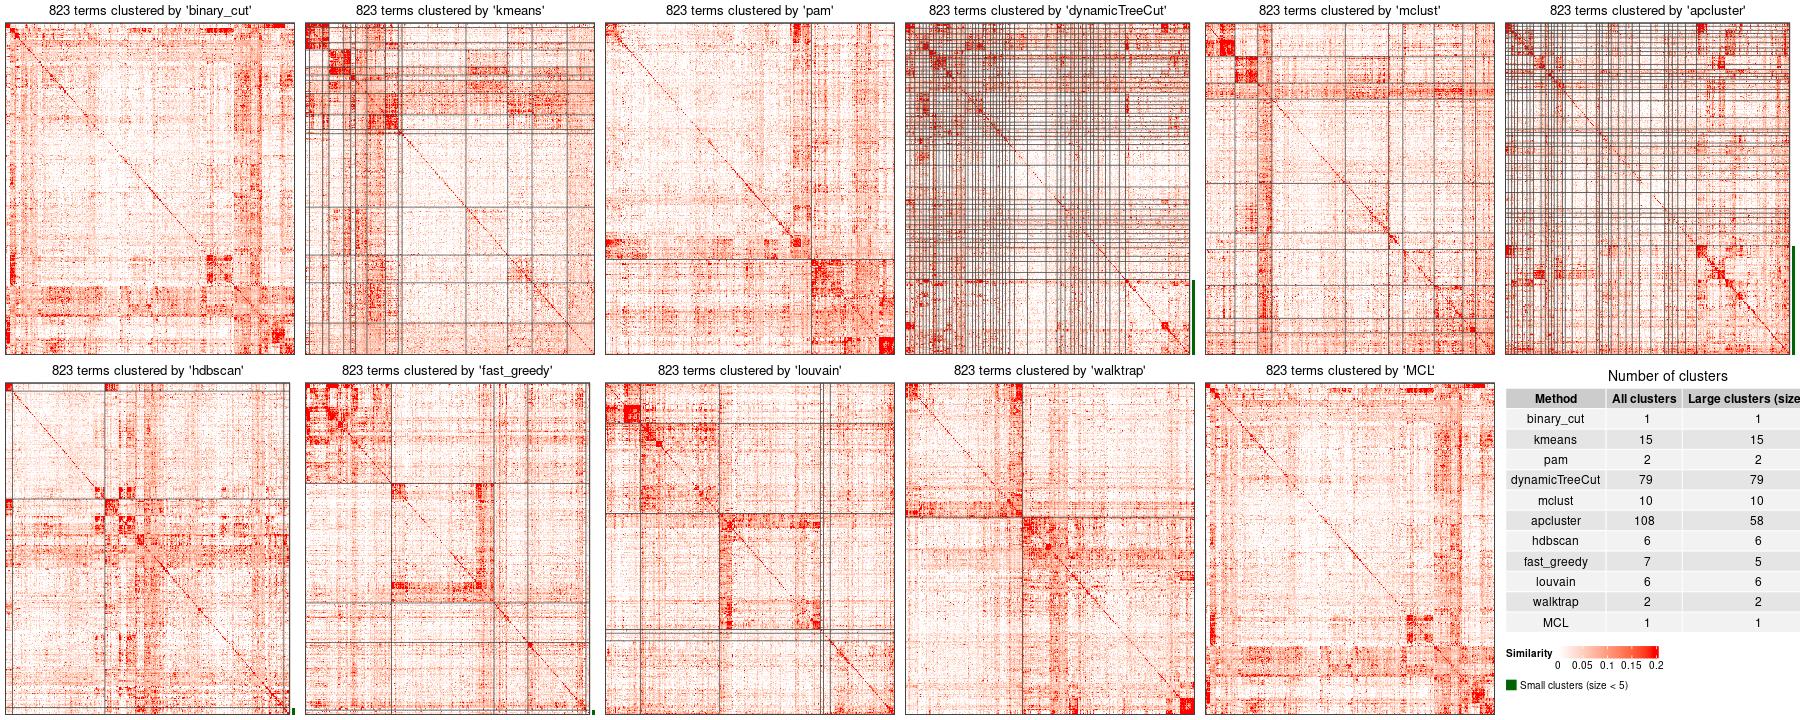 823 terms clustered by 'binary_cut'
823 terms clustered by 'kmeans'
823 terms clustered by 'pam'
823 terms clustered by 'dynamicTreeCut'
823 terms clustered by 'mclust'
823 terms clustered by 'apcluster'
823 terms clustered by 'hdbscan'
823 terms clustered by 'fast_greedy'
823 terms clustered by 'louvain'
823 terms clustered by 'walktrap'
823 terms clustered by 'MCL'
Number of clusters
Method All clusters Large clusters (size
binary_cut 1 1
kmeans 15 15
pam 2 2
dynamicTreeCut 79 79
mclust 10 10
apcluster 108 58
hdbscan 6 6
fast_greedy 7 5
louvain 6 6
walktrap 2 2
MCL 1 1
Similarity
0 0.05 0.1 0.15 0.2
Small clusters (size < 5)